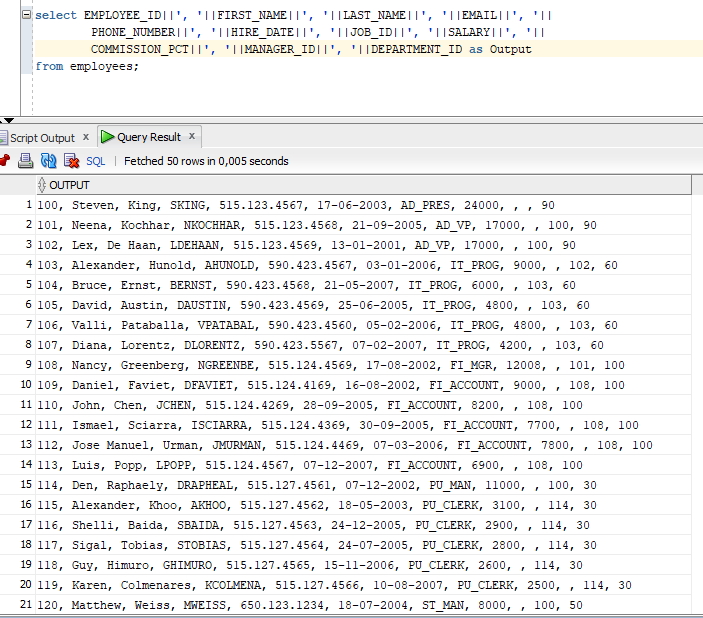 select EMPLOYEE_ID||', '||FIRST_NAME||', '||LAST_NAME||', '||EMAIL||', '||
PHONE_NUMBER||', '||HIRE_DATE||', '||JOB_ID||', '||SALARY||', '||
COMMISSION_PCT||', '||MANAGER_ID||', '||DEPARTMENT_ID as Output
from employees;
Script Output x Query Result x
SQL | Fetched 50 rows in 0,005 seconds
OUTPUT
1 100, Steven, King, SKING, 515.123.4567, 17-06-2003, AD_PRES, 24000, , , 90
2 101, Neena, Kochhar, NKOCHHAR, 515.123.4568, 21-09-2005, AD_VP, 17000, , 100, 90
3 102, Lex, De Haan, LDEHAAN, 515.123.4569, 13-01-2001, AD_VP, 17000, , 100, 90
4 103, Alexander, Hunold, AHUNOLD, 590.423.4567, 03-01-2006, IT_PROG, 9000, , 102, 60
5 104, Bruce, Ernst, BERNST, 590.423.4568, 21-05-2007, IT_PROG, 6000, , 103, 60
6 105, David, Austin, DAUSTIN, 590.423.4569, 25-06-2005, IT_PROG, 4800, , 103, 60
7 106, Valli, Pataballa, VPATABAL, 590.423.4560, 05-02-2006, IT_PROG, 4800, , 103, 60
8 107, Diana, Lorentz, DLORENTZ, 590.423.5567, 07-02-2007, IT_PROG, 4200, , 103, 60
9 108, Nancy, Greenberg, NGREENBE, 515.124.4569, 17-08-2002, FI_MGR, 12008, , 101, 100
10 109, Daniel, Faviet, DFAVIET, 515.124.4169, 16-08-2002, FI_ACCOUNT, 9000, , 108, 100
11 110, John, Chen, JCHEN, 515.124.4269, 28-09-2005, FI_ACCOUNT, 8200, , 108, 100
12 111, Ismael, Sciarra, ISCIARRA, 515.124.4369, 30-09-2005, FI_ACCOUNT, 7700, , 108, 100
13 112, Jose Manuel, Urman, JMURMAN, 515.124.4469, 07-03-2006, FI_ACCOUNT, 7800, , 108, 100
14 113, Luis, Popp, LPOPP, 515.124.4567, 07-12-2007, FI_ACCOUNT, 6900, , 108, 100
15 114, Den, Raphaely, DRAPHEAL, 515.127.4561, 07-12-2002, PU_MAN, 11000, , 100, 30
16 115, Alexander, Khoo, AKHOO, 515.127.4562, 18-05-2003, PU_CLERK, 3100, , 114, 30
17 116, Shelli, Baida, SBAIDA, 515.127.4563, 24-12-2005, PU_CLERK, 2900, , 114, 30
18 117, Sigal, Tobias, STOBIAS, 515.127.4564, 24-07-2005, PU_CLERK, 2800, , 114, 30
19 118, Guy, Himuro, GHIMURO, 515.127.4565, 15-11-2006, PU_CLERK, 2600, , 114, 30
20 119, Karen, Colmenares, KCOLMENA, 515.127.4566, 10-08-2007, PU_CLERK, 2500, , 114, 30
21 120, Matthew, Weiss, MWEISS, 650.123.1234, 18-07-2004, ST_MAN, 8000, , 100, 50